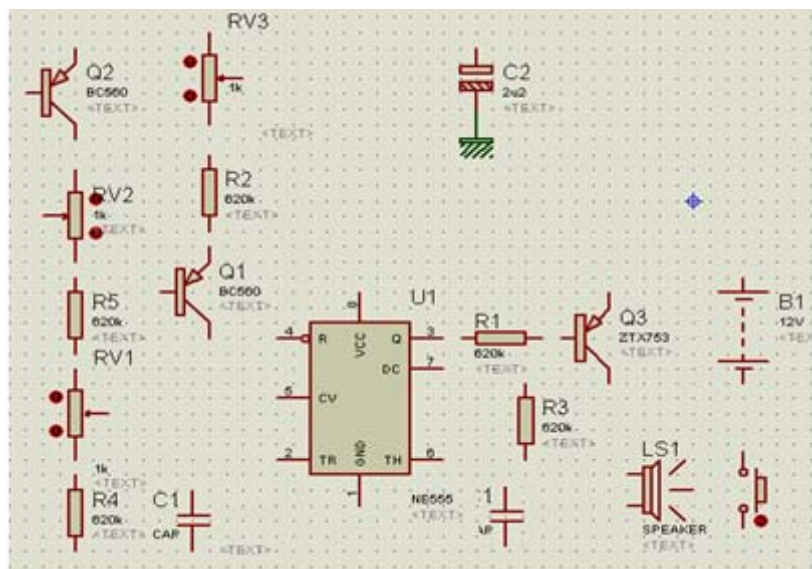 RV3
Q2
BC560
<TEXT>
1k
<TEXT>
C2
2u2
<TEXT>
RV2
1k
<TEXT>
R2
620k
<TEXT>
Q1
BC560
<TEXT>
R5
620k
<TEXT>
U1
8
VCC
4
R
Q
3
DC
7
5
CV
2
TR
GND
TH
6
1
NE555
<TEXT>
R1
620k
<TEXT>
Q3
ZTX753
<TEXT>
B1
12V
RV1
1k
<TEXT>
R3
620k
<TEXT>
R4
620k
<TEXT>
C1
CAP
<TEXT>
1
AP
LS1
SPEAKER
<TEXT>